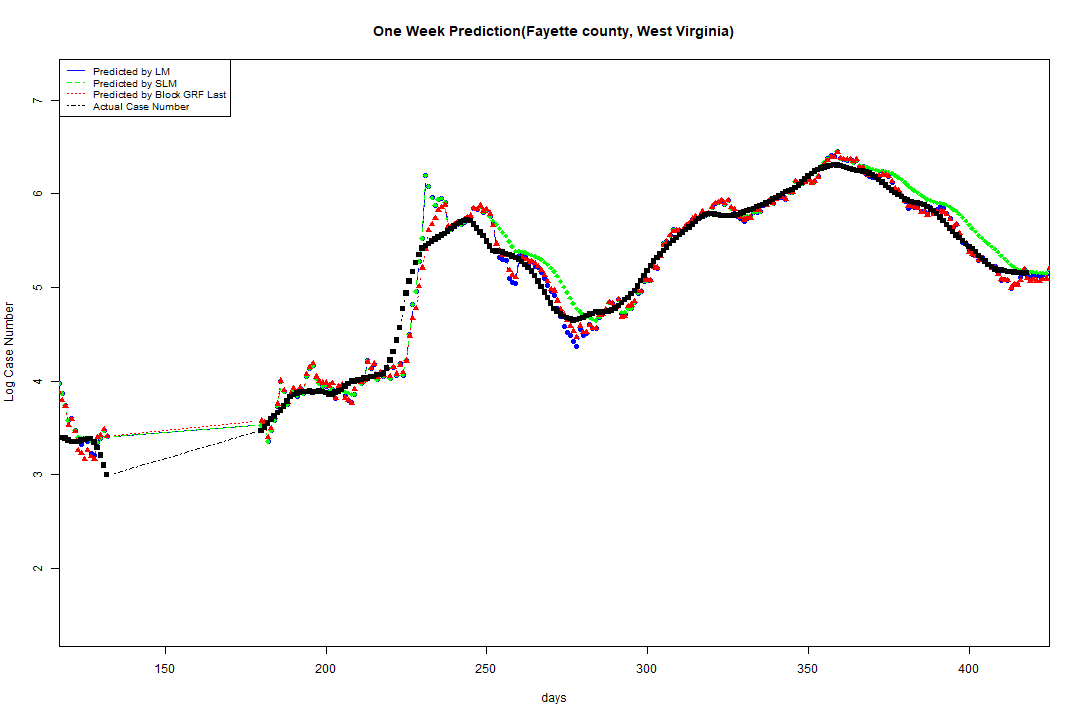 One Week Prediction(Fayette county, West Virginia)
Predicted by LM
Predicted by SLM
Predicted by Block GRF Last
Actual Case Number
7
6
5
4
3
2
Log Case Number
150 200 250 300 350 400
days